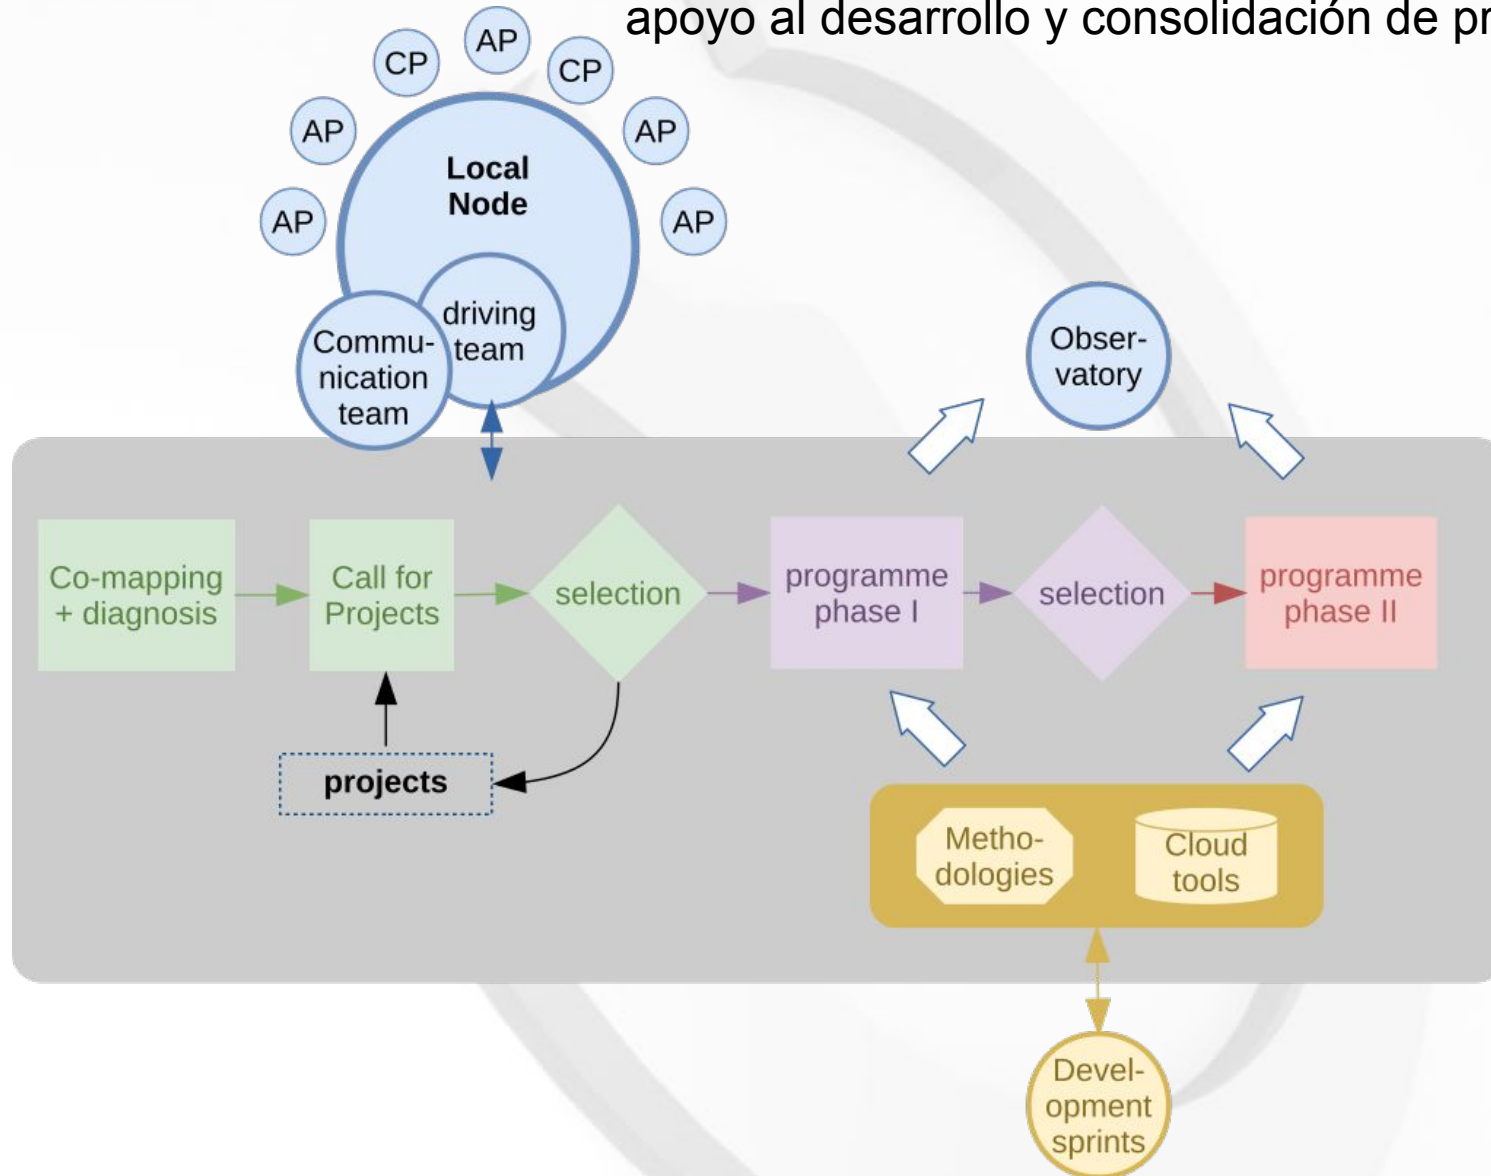 apoyo al desarrollo y consolidación de
AP
CP
CP
AP
AP
AP
AP
Local
Node
driving
team
Commu-
nication
team
Obser-
vatory
Co-mapping
+ diagnosis
Call for
Projects
selection
programme
phase I
selection
programme
phase II
projects
Metho-
dologies
Cloud
tools
Devel-
opment
sprints